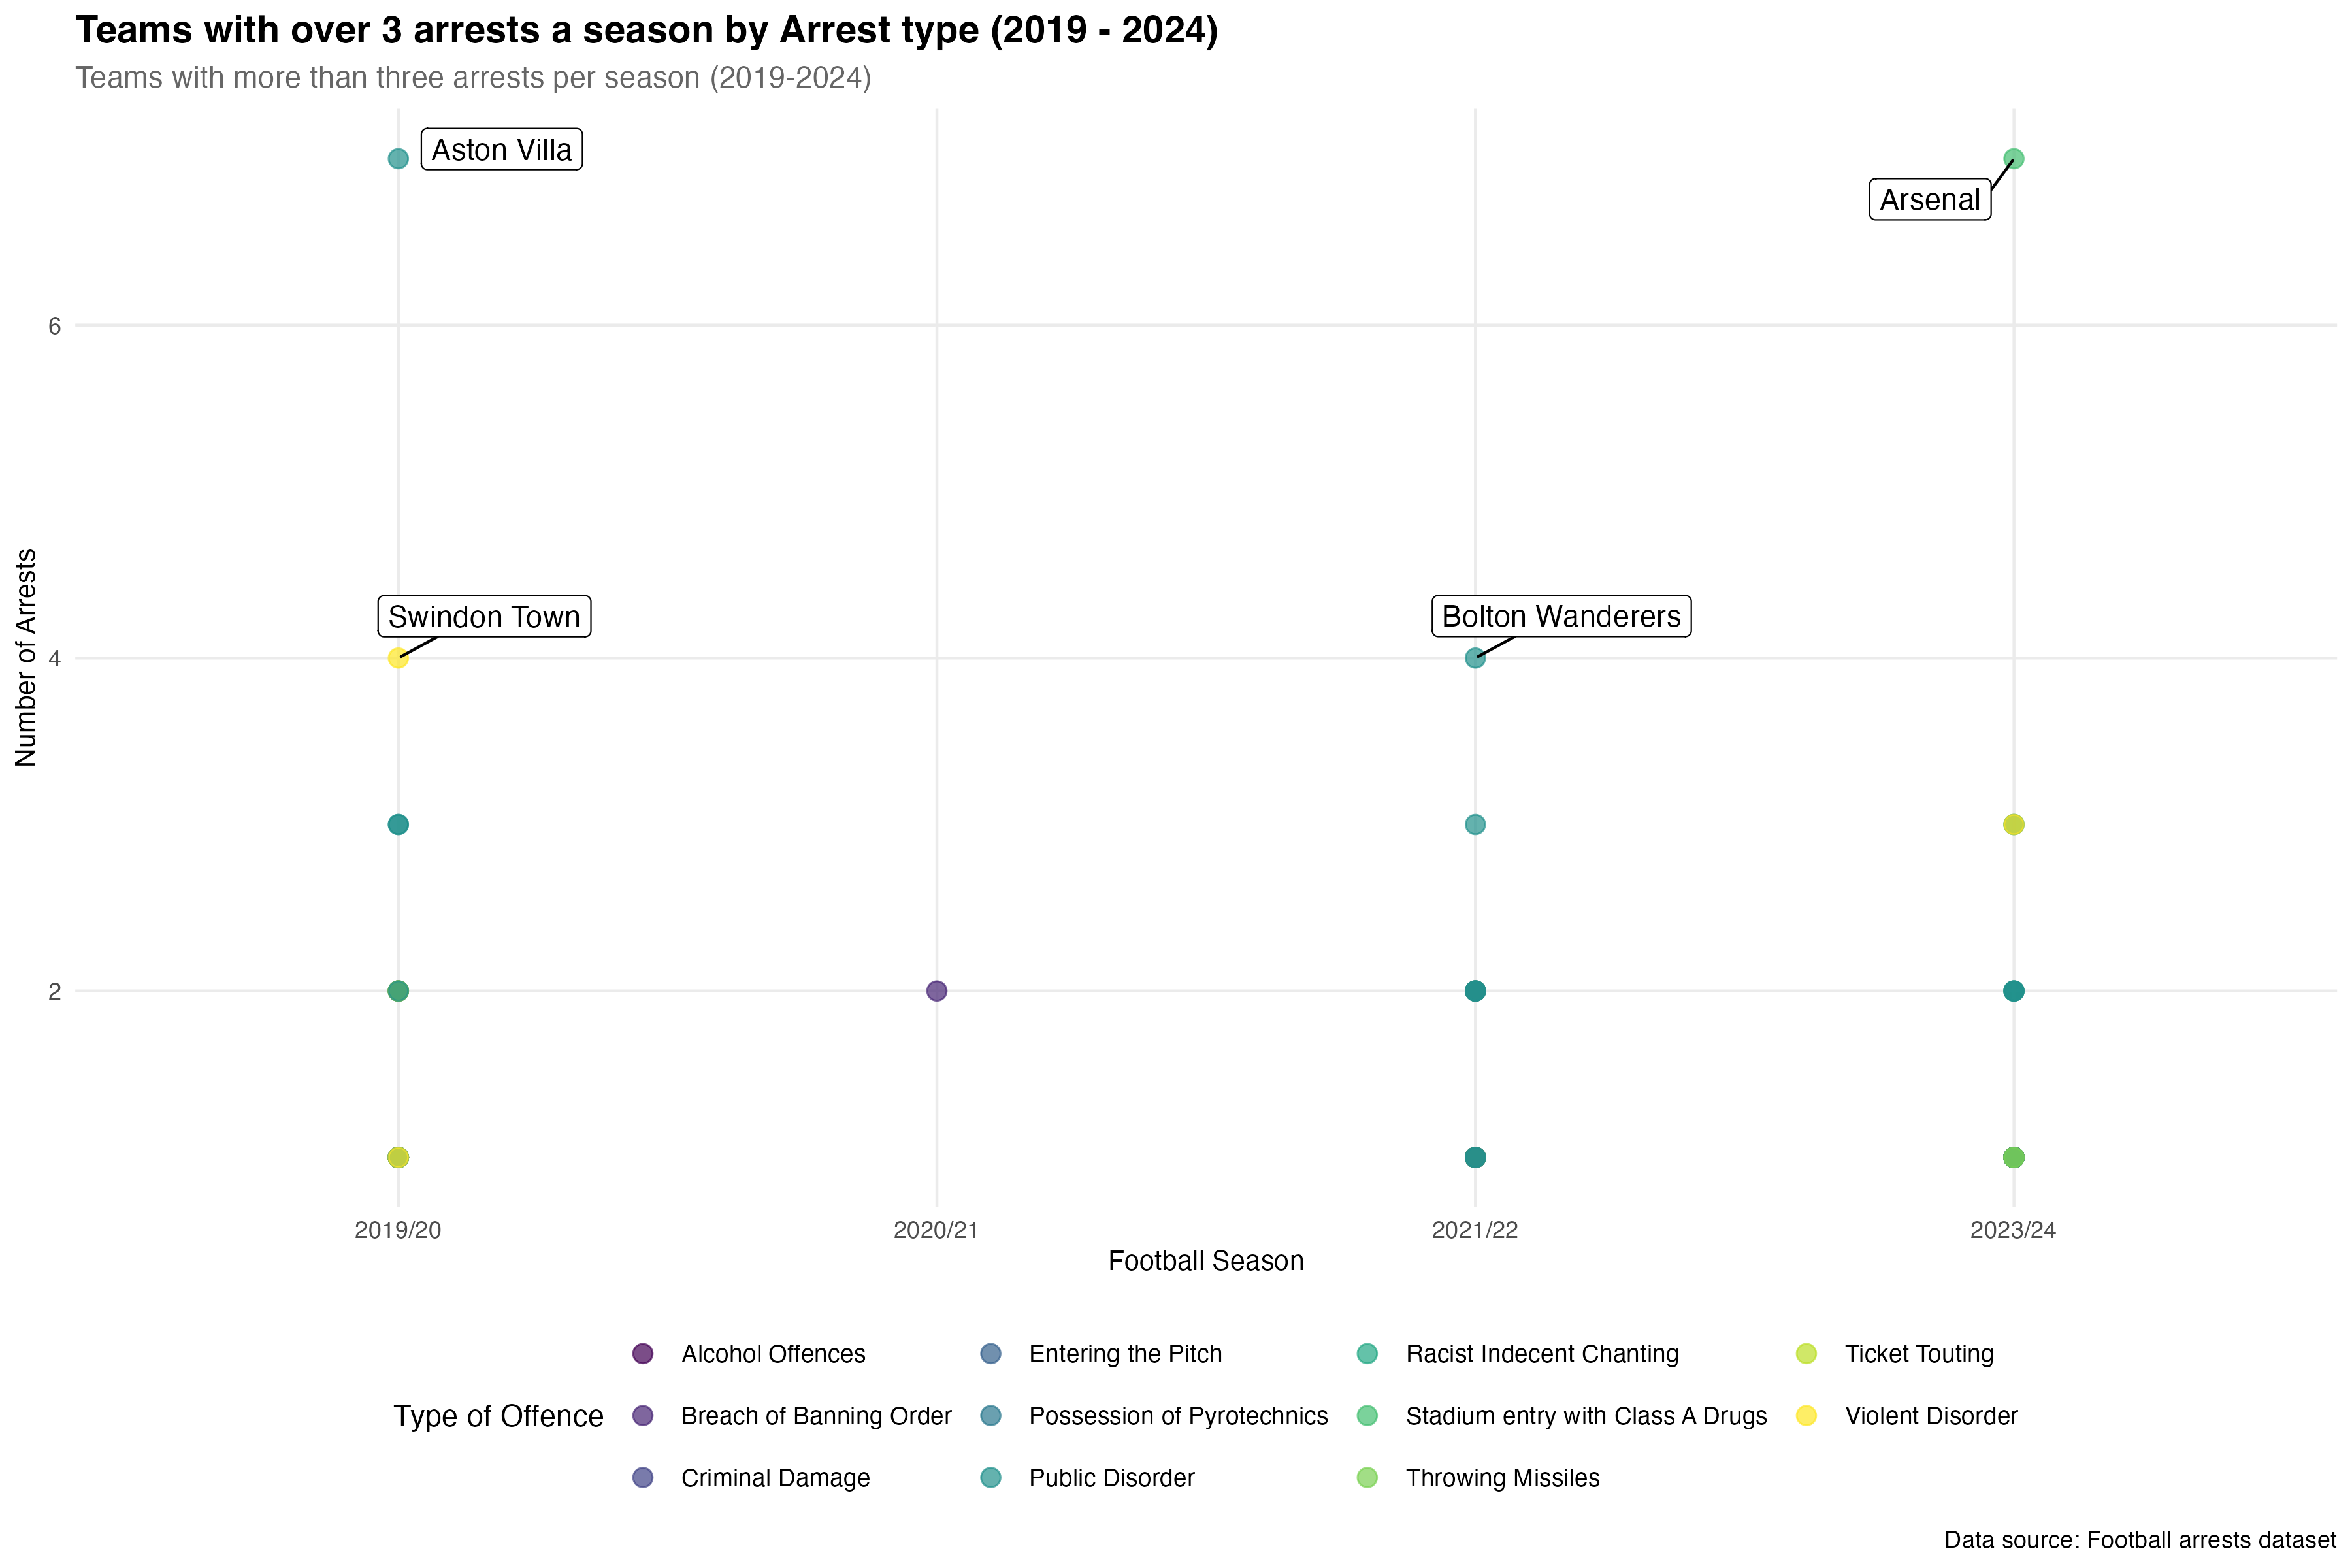 Teams with over 3 arrests a season by Arrest type (2019 - 2024)
Teams with more than three arrests per season (2019-2024)
Aston Villa
Arsenal
6
Swindon Town
Bolton Wanderers
4
Number of Arrests
2
2019/20
2020/21
2021/22
2023/24
Football Season
Type of Offence
Alcohol Offences
Breach of Banning Order
Criminal Damage
Entering the Pitch
Possession of Pyrotechnics
Public Disorder
Racist Indecent Chanting
Stadium entry with Class A Drugs
Throwing Missiles
Ticket Touting
Violent Disorder
Data source: Football arrests dataset